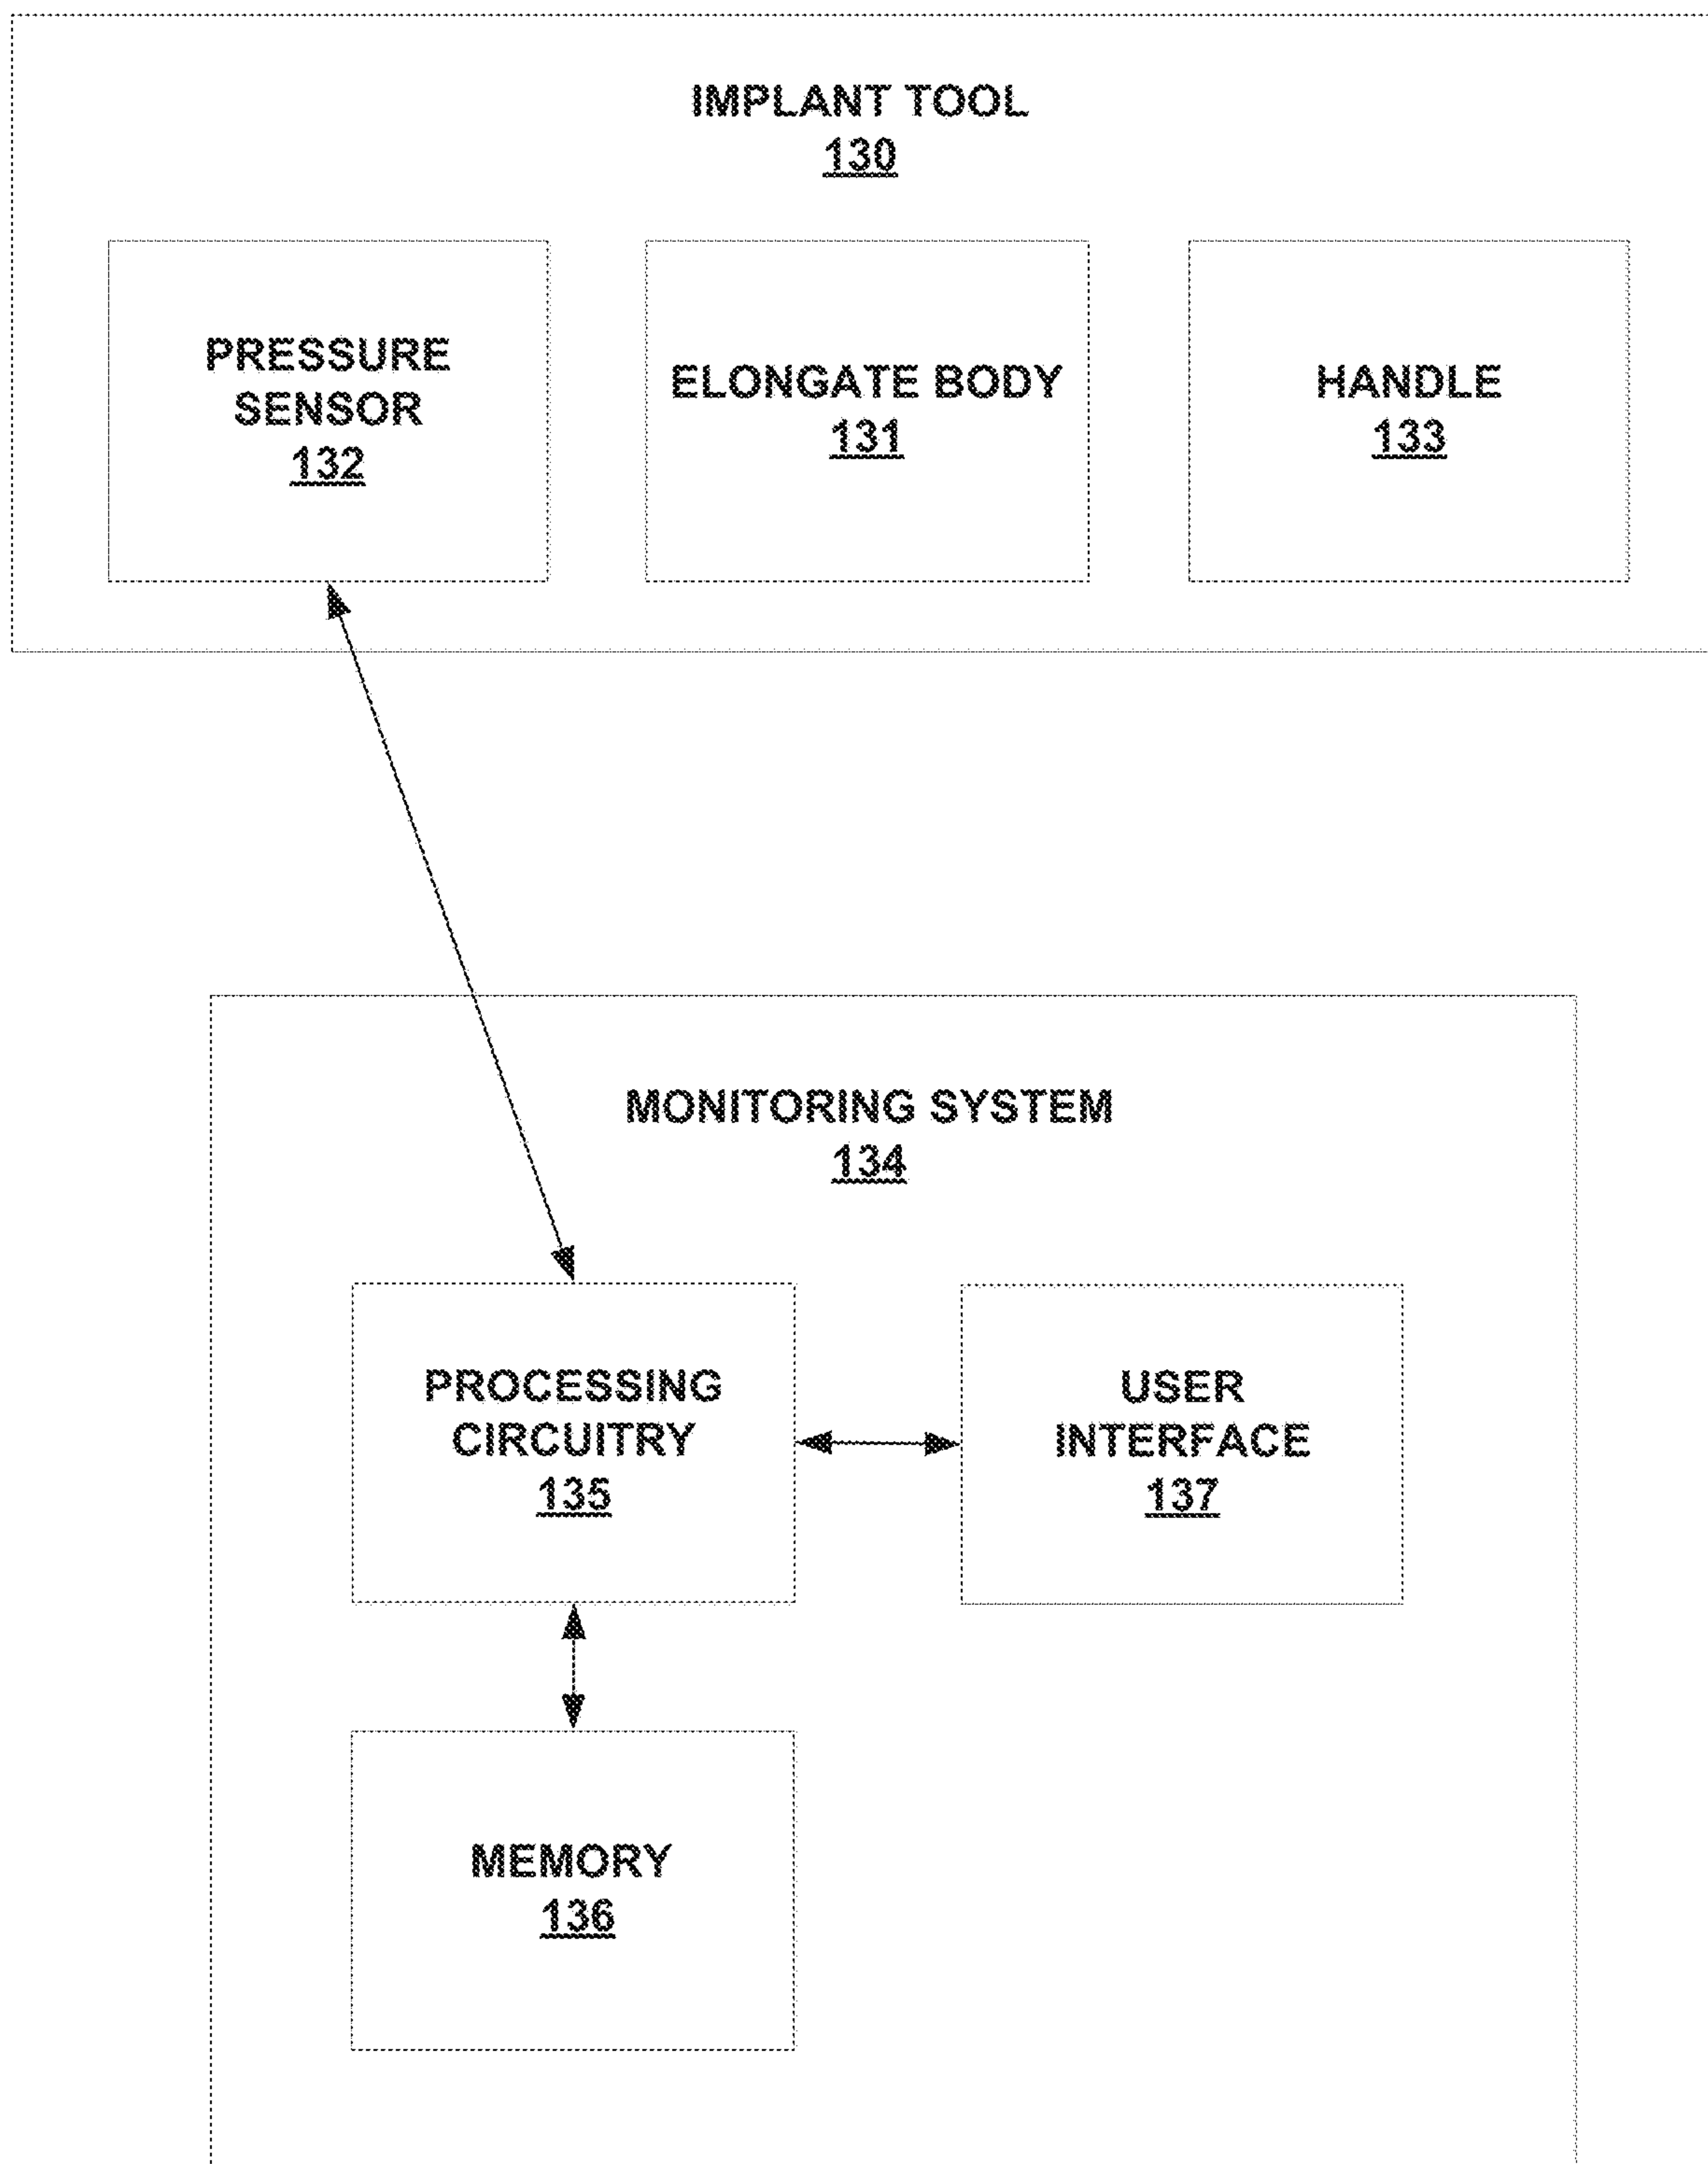 IMPLANT TOOL
130
PRESSURE
SENSOR
132
ELONGATE BODY
131
HANDLE
133
MONITORING SYSTEM
134
PROCESSING
CIRCUITRY
135
USER
INTERFACE
137
MEMORY
136